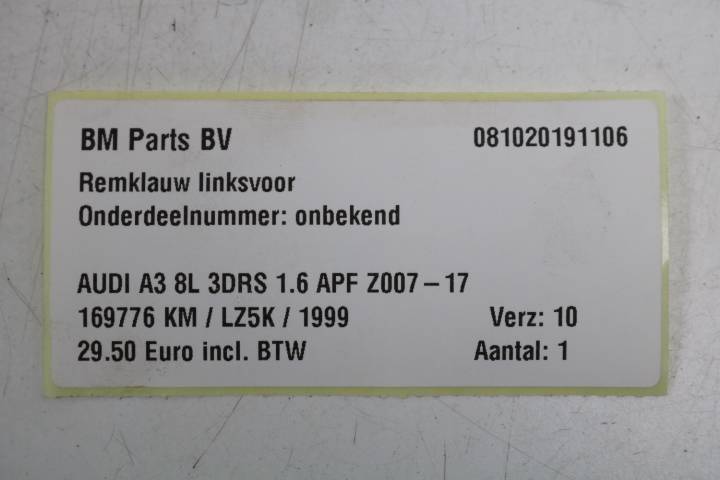 BM Parts BV 081020191106
Remklauw linksvoor
Onderdeelnummer: onbekend
AUDI A3 8L 3DRS 1.6 APF Z007-17
169776 KM / LZ5K / 1999 Verz: 10
29.50 Euro incl. BTW Aantal: 1